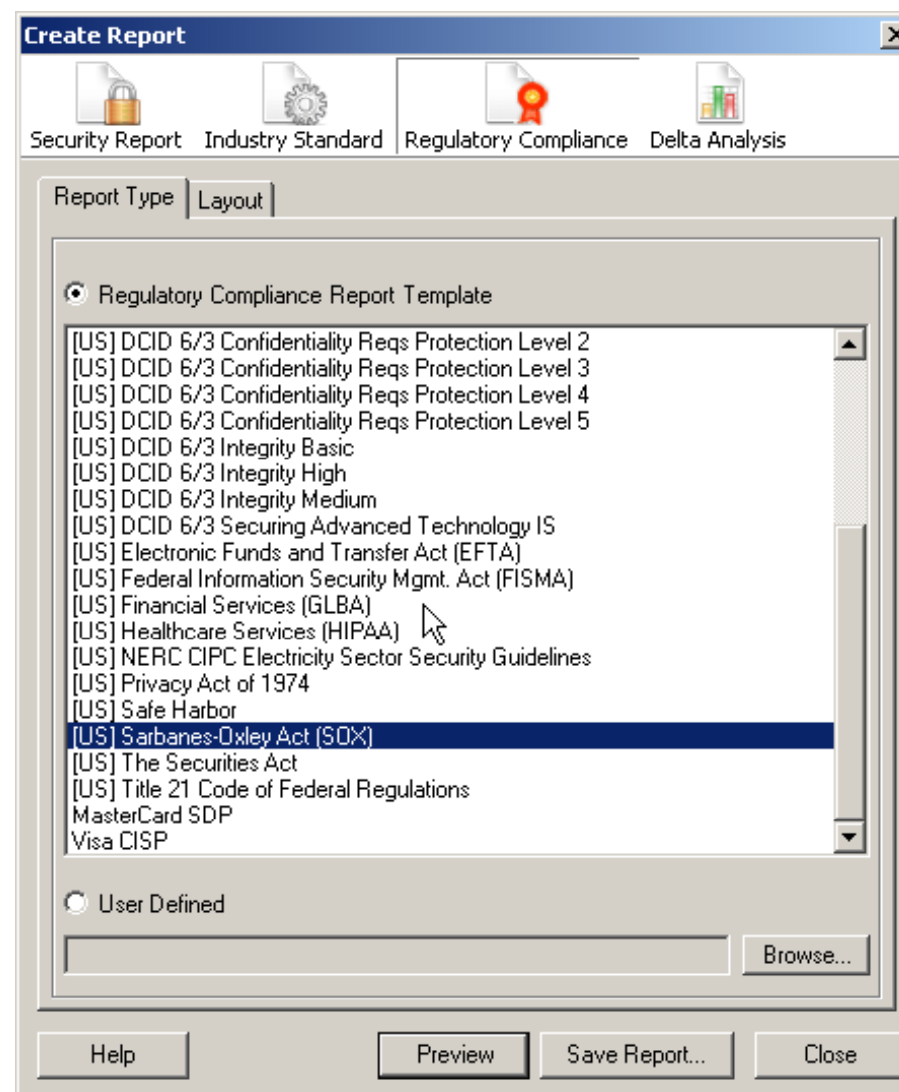 Create Report
Security Report Industry Standard Regulatory Compliance Delta Analysis
Report Type Layout
Regulatory Compliance Report Template
[US] DCID 6/3 Confidentiality Reqs Protection Level 2
[US] DCID 6/3 Confidentiality Reqs Protection Level 3
[US] DCID 6/3 Confidentiality Reqs Protection Level 4
[US] DCID 6/3 Confidentiality Reqs Protection Level 5
[US] DCID 6/3 Integrity Basic
[US] DCID 6/3 Integrity High
[US] DCID 6/3 Integrity Medium
[US] DCID 6/3 Securing Advanced Technology IS
[US] Electronic Funds and Transfer Act (EFTA)
[US] Federal Information Security Mgmt. Act (FISMA)
[US] Financial Services (GLBA)
[US] Healthcare Services (HIPAA)
[US] NERC CIPC Electricity Sector Security Guidelines
[US] Privacy Act of 1974
[US] Safe Harbor
[US] Sarbanes-Oxley Act (SOX)
[US] The Securities Act
[US] Title 21 Code of Federal Regulations
MasterCard SDP
Visa CISP
User Defined
Browse...
Help Preview Save Report... Close